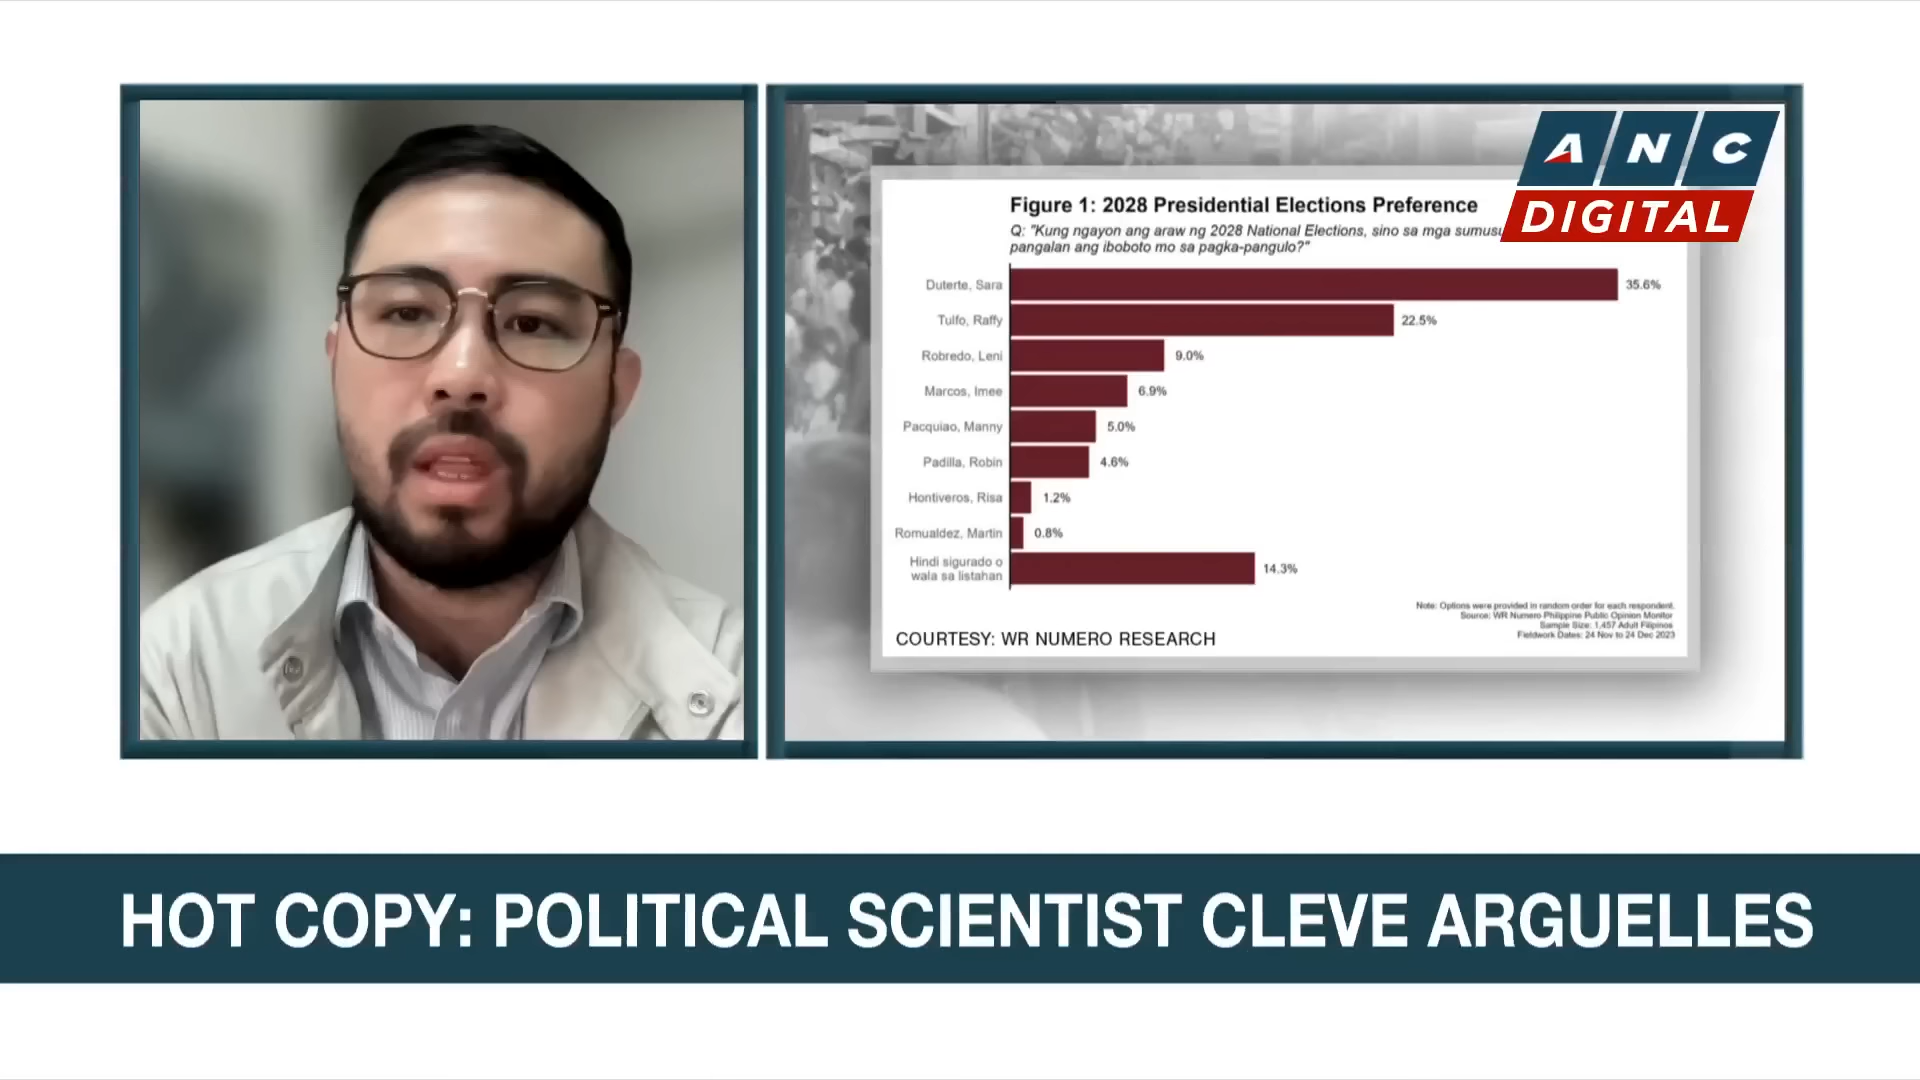 ANC
DIGITAL
Figure 1: 2028 Presidential Elections Preference
Q: "Kung ngayon ang araw ng 2028 National Elections, sino sa mga
pangalan ang iboboto mo sa pagka-pangulo?"
Duterte, Sara 35.6%
Tulfo, Raffy 22.5%
Robredo, Leni 9.0%
Marcos, Imee 6.9%
Pacquiao, Manny 5.0%
Padilla, Robin 4.6%
Hontiveros, Risa 1.2%
Romualdez, Martin 0.8%
Hindi sigurado o
wala sa listahan 14.3%
Note: Options were provided in random order for each respondent.
Source: WR Numero Philippine Public Opinion Monitor
Sample Size: 1,457 Adult Filipinos
Fieldwork Dates: 24 Nov to 24 Dec 2023
COURTESY: WR NUMERO RESEARCH
HOT COPY: POLITICAL SCIENTIST CLEVE ARGUELLES